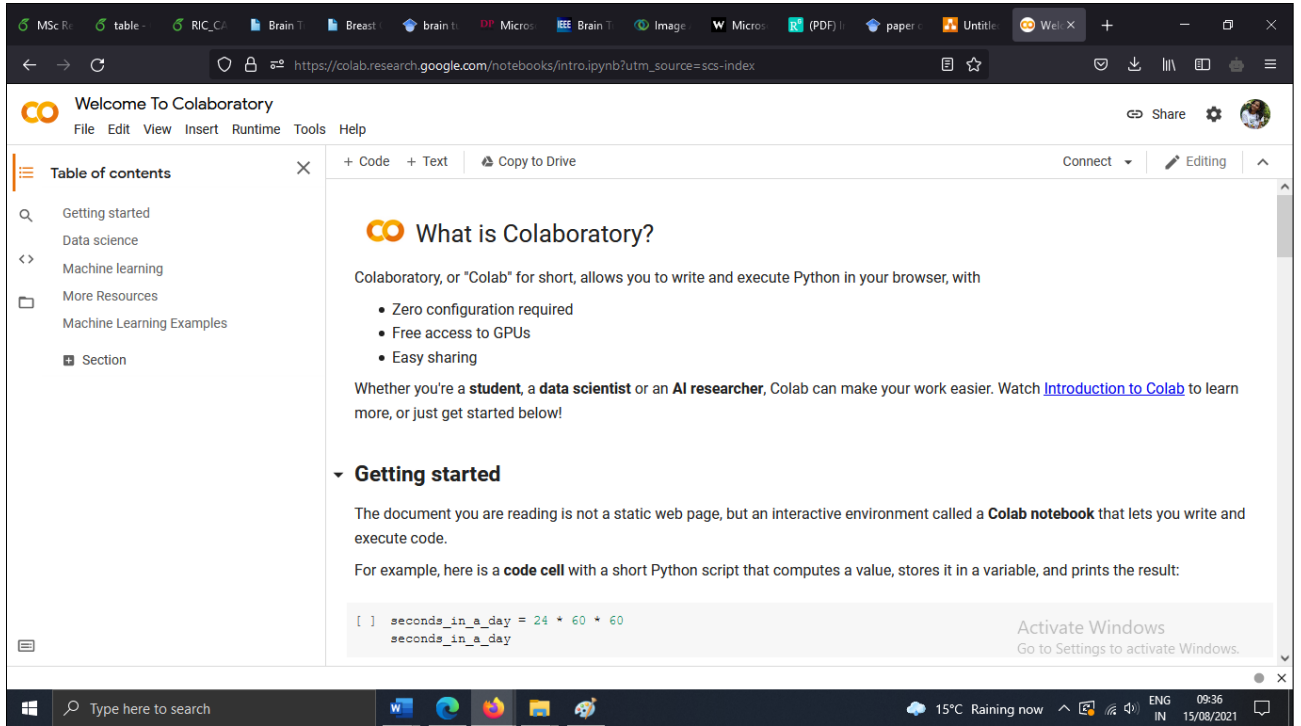 MSc Re
table -
RIC_CA
Brain Tr
Breast
brain tu
DP Micros
IEEE Brain T
Image
W Micros
R (PDF) I
paper c
Untitle
Welc
https://colab.research.google.com/notebooks/intro.ipynb?utm_source=scs-index
Welcome To Colaboratory
File Edit View Insert Runtime Tools Help
Share
Table of contents
Getting started
Data science
Machine learning
More Resources
Machine Learning Examples
Section
+ Code + Text Copy to Drive
Connect Editing
CO What is Colaboratory?
Colaboratory, or "Colab" for short, allows you to write and execute Python in your browser, with
• Zero configuration required
• Free access to GPUs
• Easy sharing
Whether you're a student, a data scientist or an AI researcher, Colab can make your work easier. Watch Introduction to Colab to learn
more, or just get started below!
Getting started
The document you are reading is not a static web page, but an interactive environment called a Colab notebook that lets you write and
execute code.
For example, here is a code cell with a short Python script that computes a value, stores it in a variable, and prints the result:
[ ] seconds_in_a_day = 24 * 60 * 60
seconds_in_a_day
Activate Windows
Go to Settings to activate Windows.
Type here to search
15°C Raining now
ENG
IN
09:36
15/08/2021